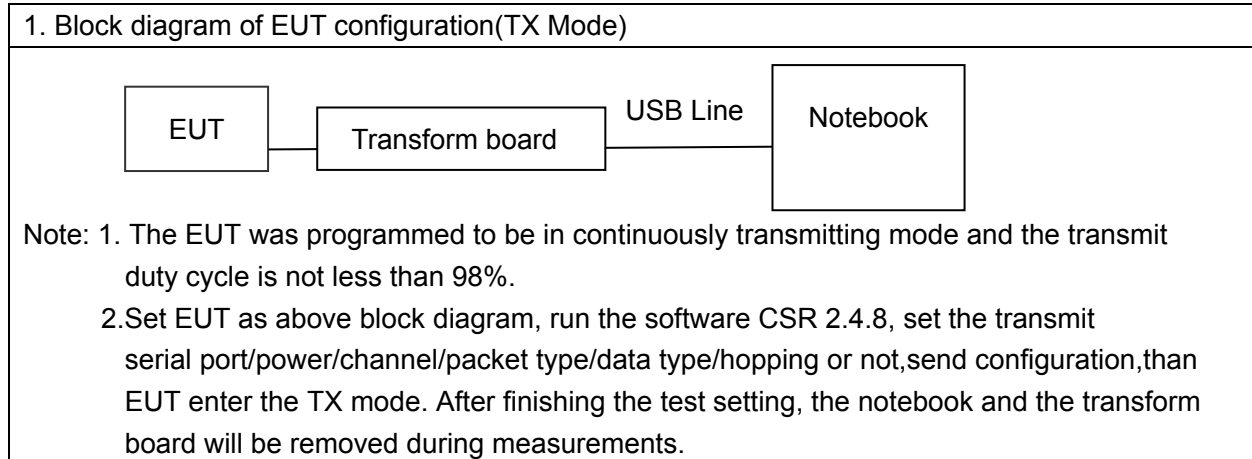 1. Block diagram of EUT configuration(TX Mode)
EUT
Transform board
USB Line
Notebook
Note: 1. The EUT was programmed to be in continuously transmitting mode and the transmit
duty cycle is not less than 98%.
2.Set EUT as above block diagram, run the software CSR 2.4.8, set the transmit
serial port/power/channel/packet type/data type/hopping or not,send configuration,than
EUT enter the TX mode. After finishing the test setting, the notebook and the transform
board will be removed during measurements.